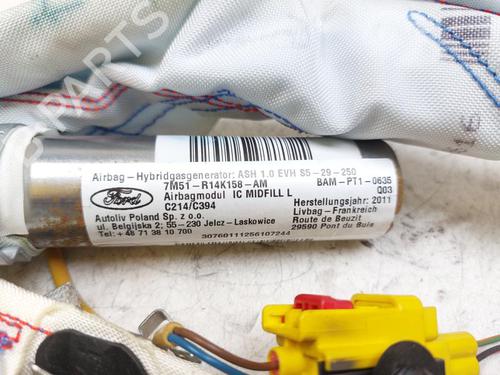 Airbag-Hybridgasgenerator: ASH 1.0 EVH S5-29-250
7M51-R14K158-AM BAM-PT1-0635
Airbagmodul IC MIDFILL L Q03
Ford
C214/C394 Herstellungsjahr: 2011
Autoliv Poland Sp. z o.o. Livbag-Frankreich
ul. Belgijska 2; 55-230 Jelcz-Laskowice Route de Beuzit
Tel: +48 71 38 10 700 29590 Pont du Buis
30760111256107244
PARTS